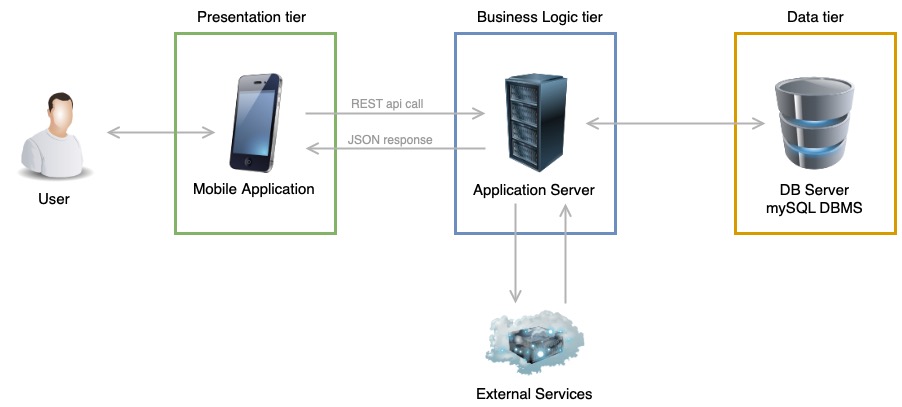 Presentation tier
Business Logic tier
Data tier
REST api call
JSON response
User
Mobile Application
Application Server
DB Server
mySQL DBMS
External Services